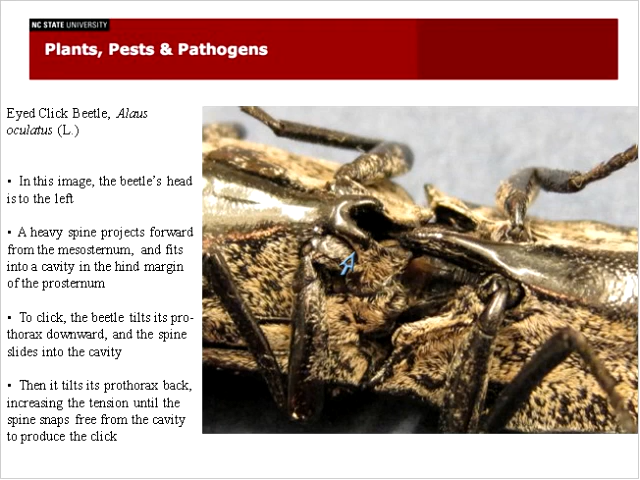 NC STATE UNIVERSITY
Plants, Pests & Pathogens
Eyed Click Beetle, Alaus
oculatus (L.)
• In this image, the beetle's head
is to the left
• A heavy spine projects forward
from the mesosternum, and fits
into a cavity in the hind margin
of the prosternum
• To click, the beetle tilts its pro-
thorax downward, and the spine
slides into the cavity
• Then it tilts its prothorax back,
increasing the tension until the
spine snaps free from the cavity
to produce the click